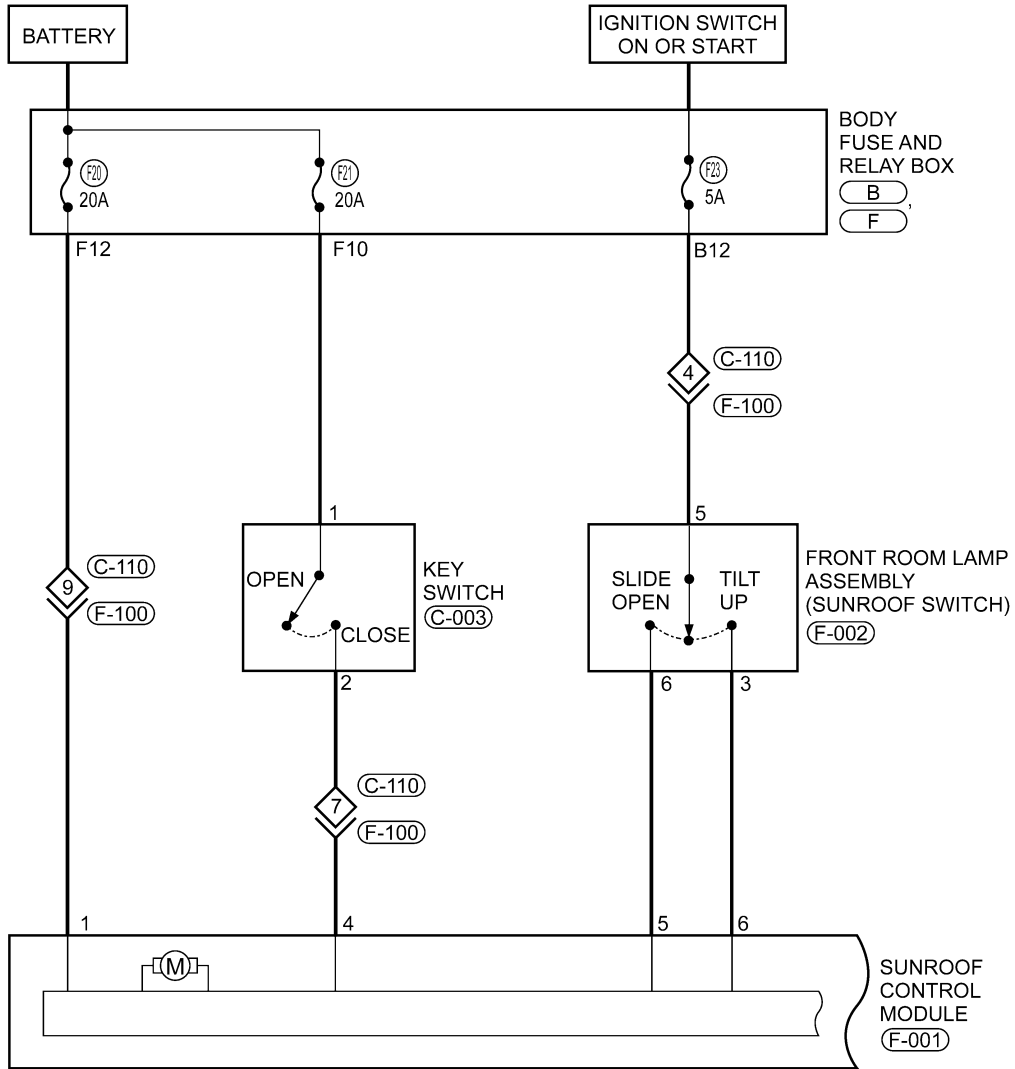 BATTERY
IGNITION SWITCH
ON OR START
BODY
FUSE AND
RELAY BOX
B ,
F
F20
20A
F21
20A
F23
5A
F12
F10
B12
4
C-110
F-100
1
5
9
C-110
F-100
OPEN
CLOSE
KEY
SWITCH
C-003
SLIDE
OPEN
TILT
UP
FRONT ROOM LAMP
ASSEMBLY
(SUNROOF SWITCH)
F-002
2
6
3
7
C-110
F-100
1
4
5
6
M
SUNROOF
CONTROL
MODULE
F-001